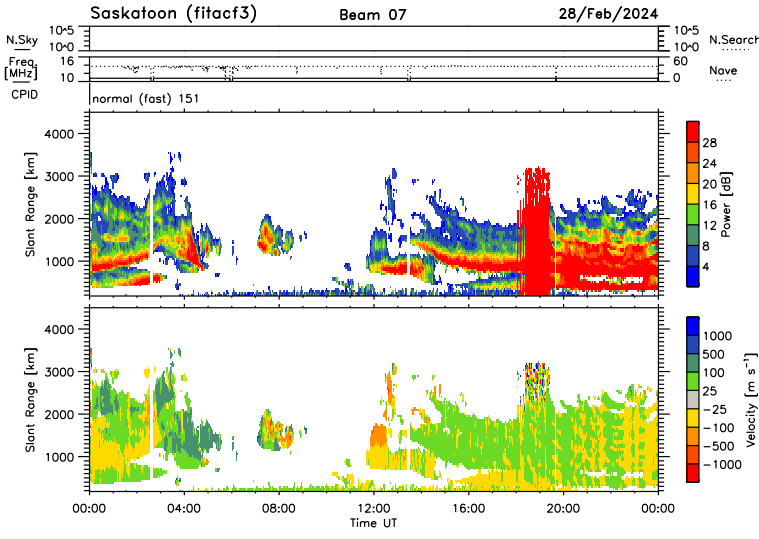 Saskatoon (fitacf3) Beam 07 28/Feb/2024
N.Sky 10^5 10^0 10^5 10^0 N.Search
Freq. [MHz] 16 10 60 0 Nave
CPID normal (fast) 151
Slant Range [km] 4000 3000 2000 1000
28 24 20 16 12 8 4 Power [dB]
Slant Range [km] 4000 3000 2000 1000
1000 500 100 25 -25 -100 -500 -1000 Velocity [m s^-1]
00:00 04:00 08:00 12:00 16:00 20:00 00:00
Time UT